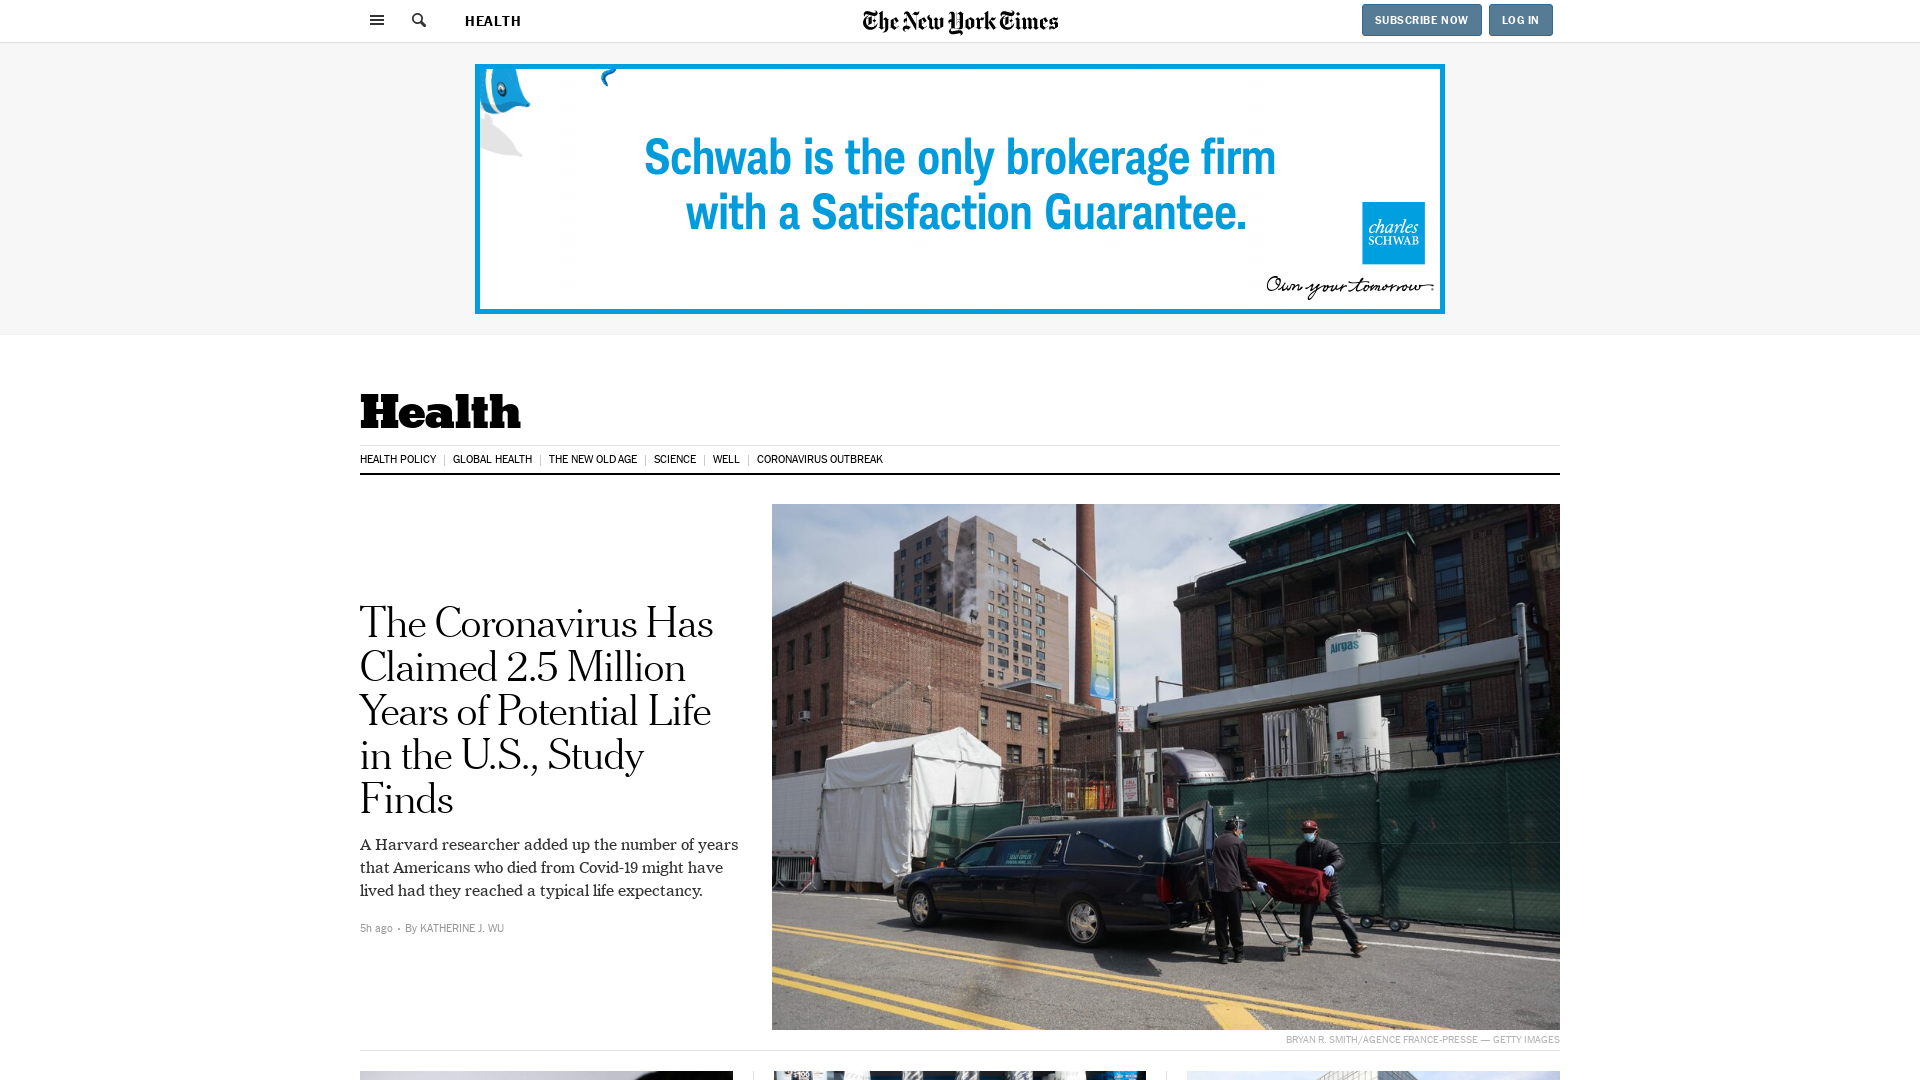 HEALTH
The New York Times
SUBSCRIBE NOW
LOG IN
Schwab is the only brokerage firm
with a Satisfaction Guarantee.
charles
SCHWAB
Own your tomorrow.
Health
HEALTH POLICY
GLOBAL HEALTH
THE NEW OLD AGE
SCIENCE
WELL
CORONAVIRUS OUTBREAK
The Coronavirus Has
Claimed 2.5 Million
Years of Potential Life
in the U.S., Study
Finds
A Harvard researcher added up the number of years
that Americans who died from Covid-19 might have
lived had they reached a typical life expectancy.
5h ago • By KATHERINE J. WU
Airgas
BRYAN R. SMITH/AGENCE FRANCE-PRESSE — GETTY IMAGES